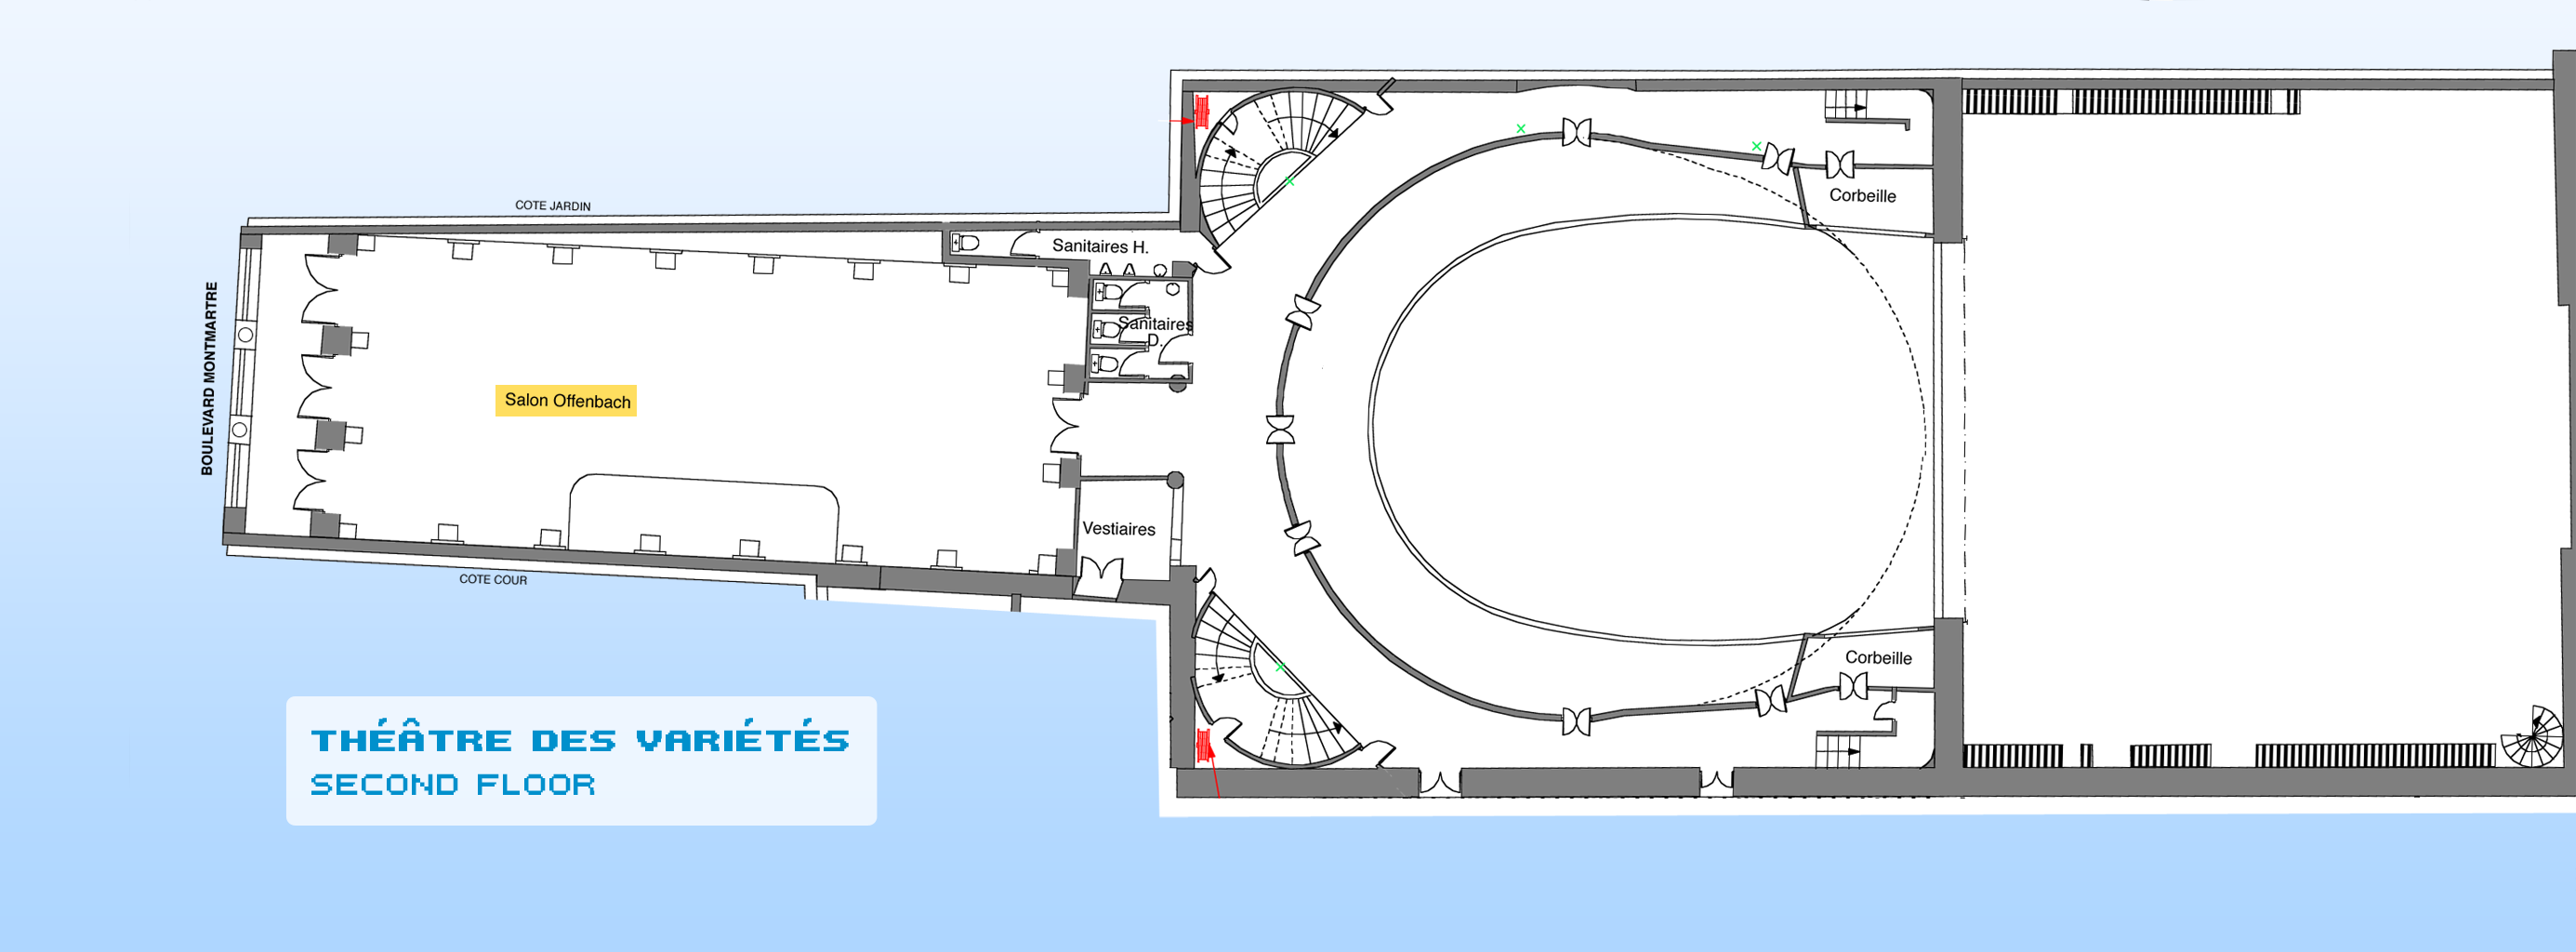 COTE JARDIN
Sanitaires H.
Corbeille
BOULEVARD MONTMARTRE
Sanitaires
D.
Salon Offenbach
Vestiaires
COTE COUR
Corbeille
THÉÂTRE DES VARIÉTÉS
SECOND FLOOR